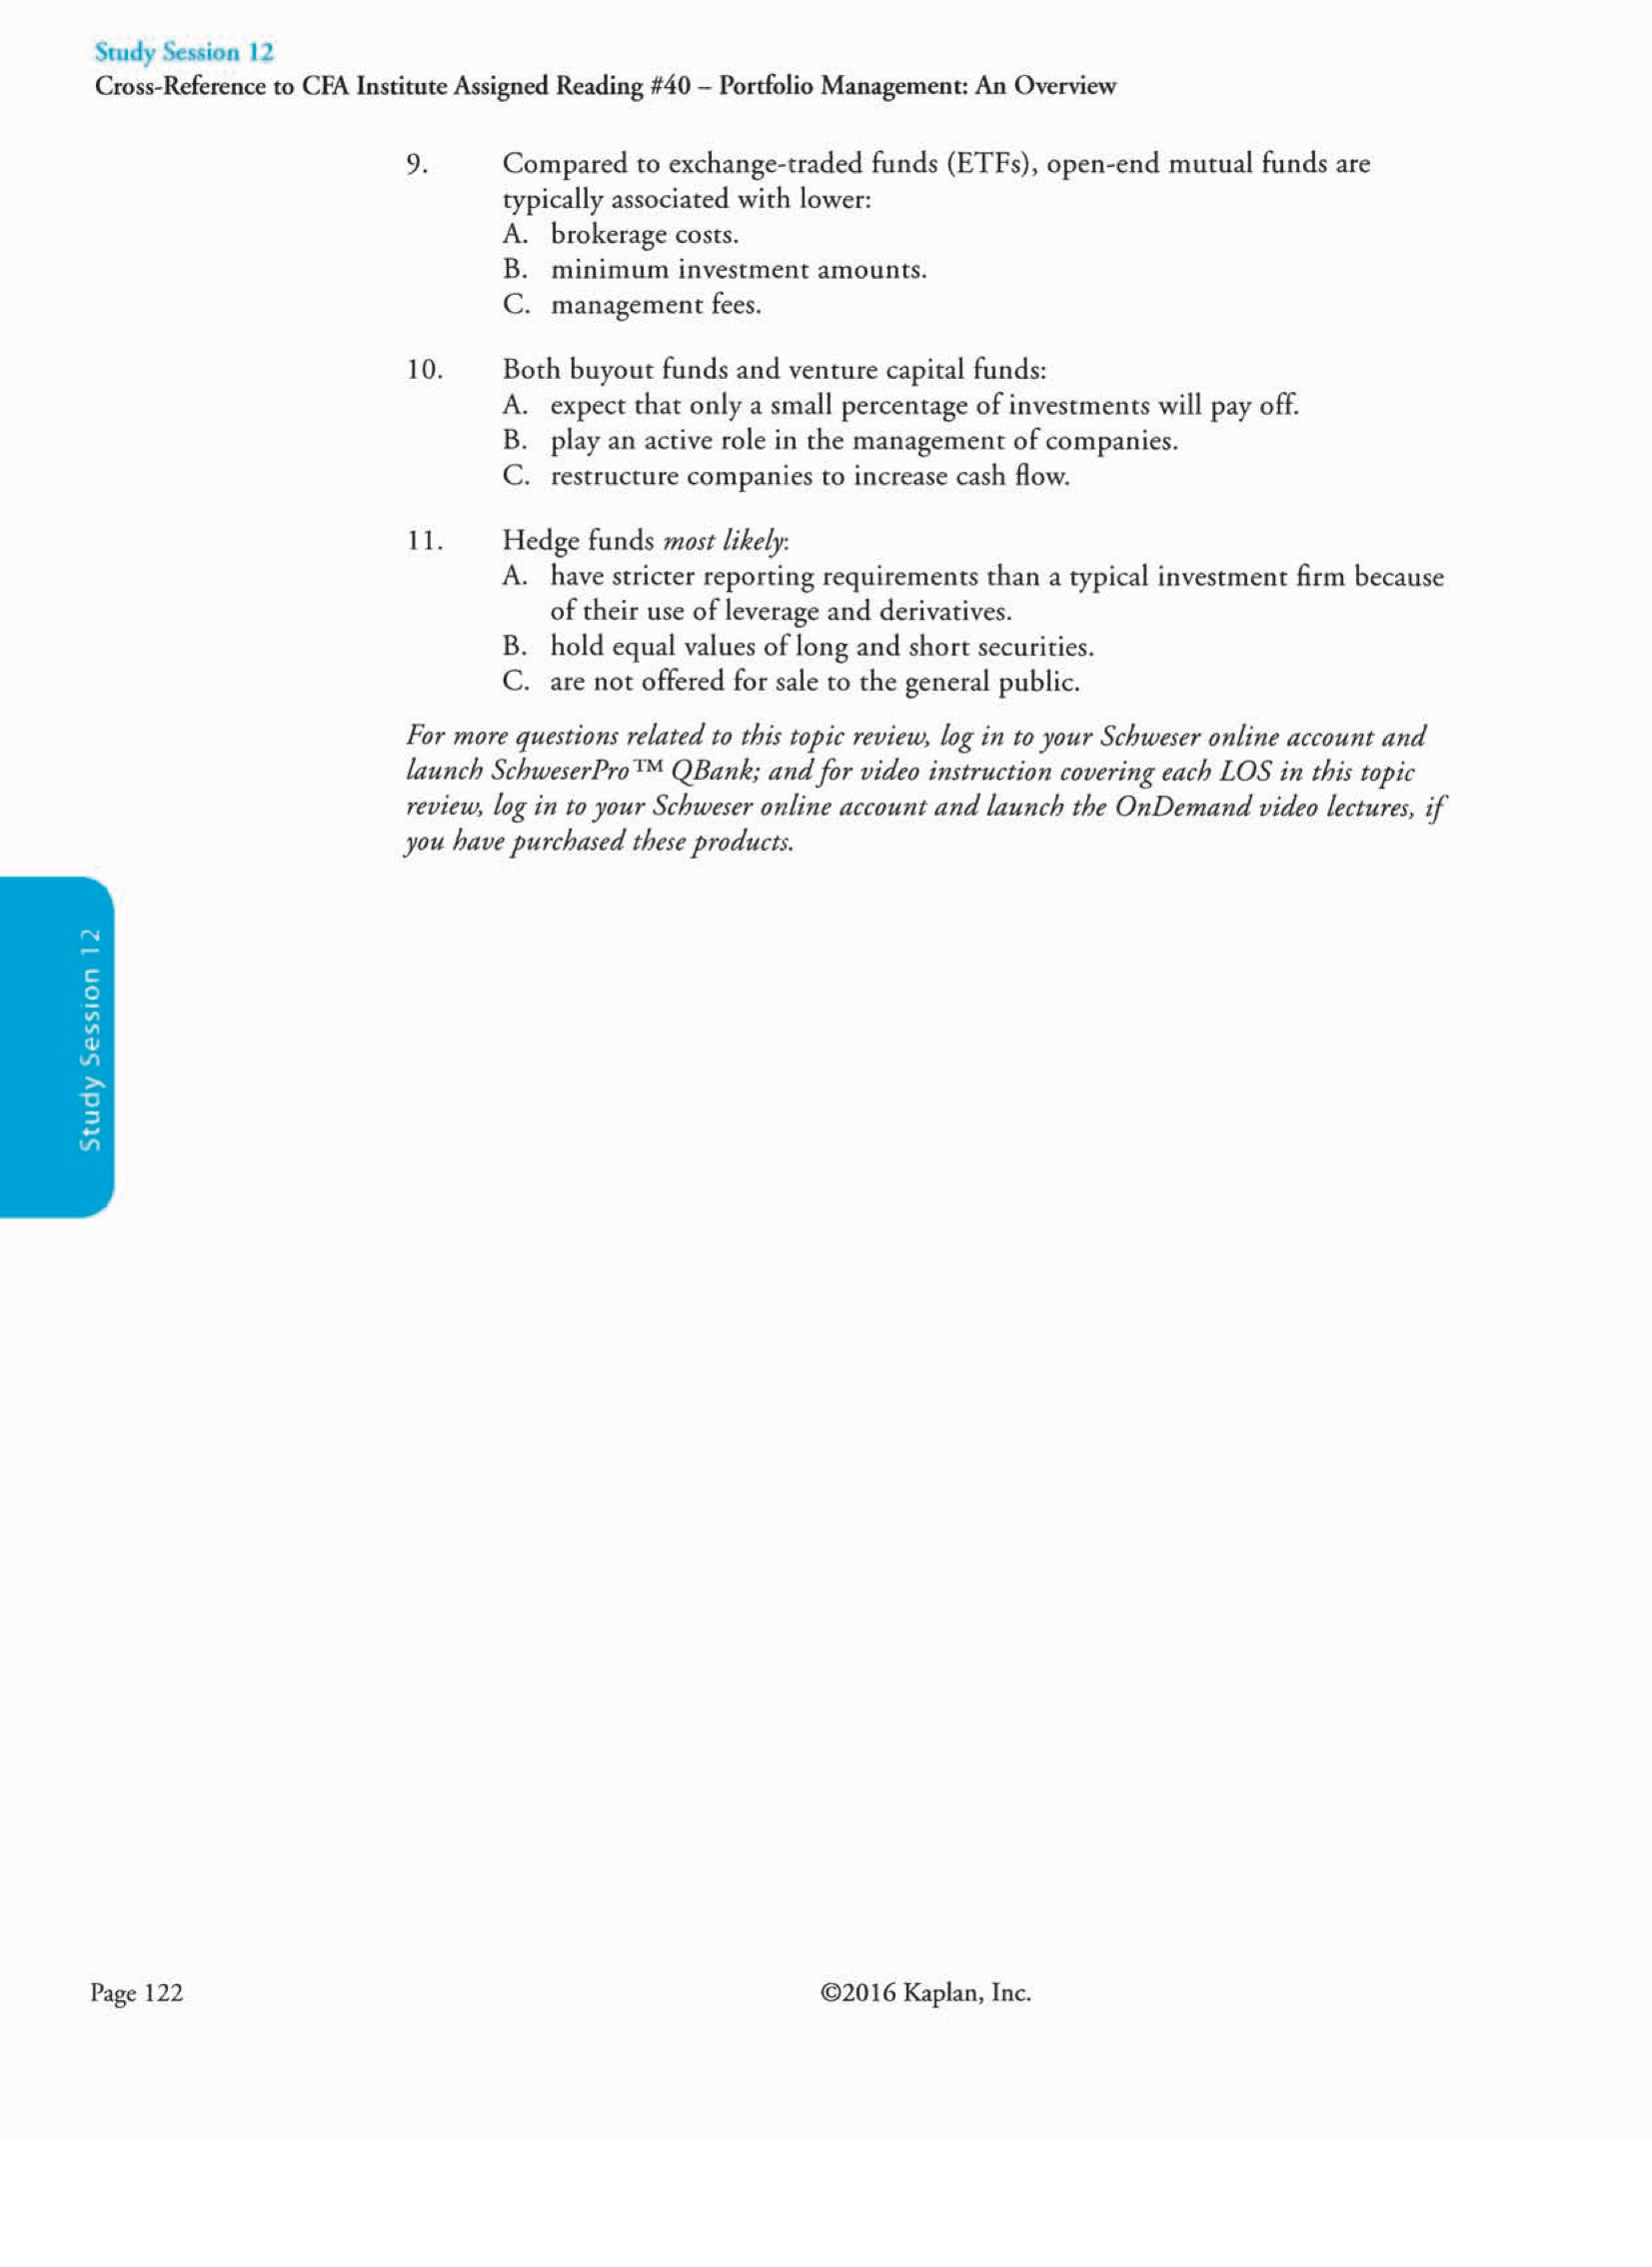 Study Session 12
Cross-Reference to CFA Institute Assigned Reading #40 – Portfolio Management: An Overview
9. Compared to exchange-traded funds (ETFs), open-end mutual funds are
typically associated with lower:
A. brokerage costs.
B. minimum investment amounts.
C. management fees.
10. Both buyout funds and venture capital funds:
A. expect that only a small percentage of investments will pay off.
B. play an active role in the management of companies.
C. restructure companies to increase cash flow.
11. Hedge funds most likely:
A. have stricter reporting requirements than a typical investment firm because
of their use of leverage and derivatives.
B. hold equal values of long and short securities.
C. are not offered for sale to the general public.
For more questions related to this topic review, log in to your Schweser online account and
launch SchweserPro™ QBank; and for video instruction covering each LOS in this topic
review, log in to your Schweser online account and launch the OnDemand video lectures, if
you have purchased these products.
Study Session 12
Page 122
©2016 Kaplan, Inc.